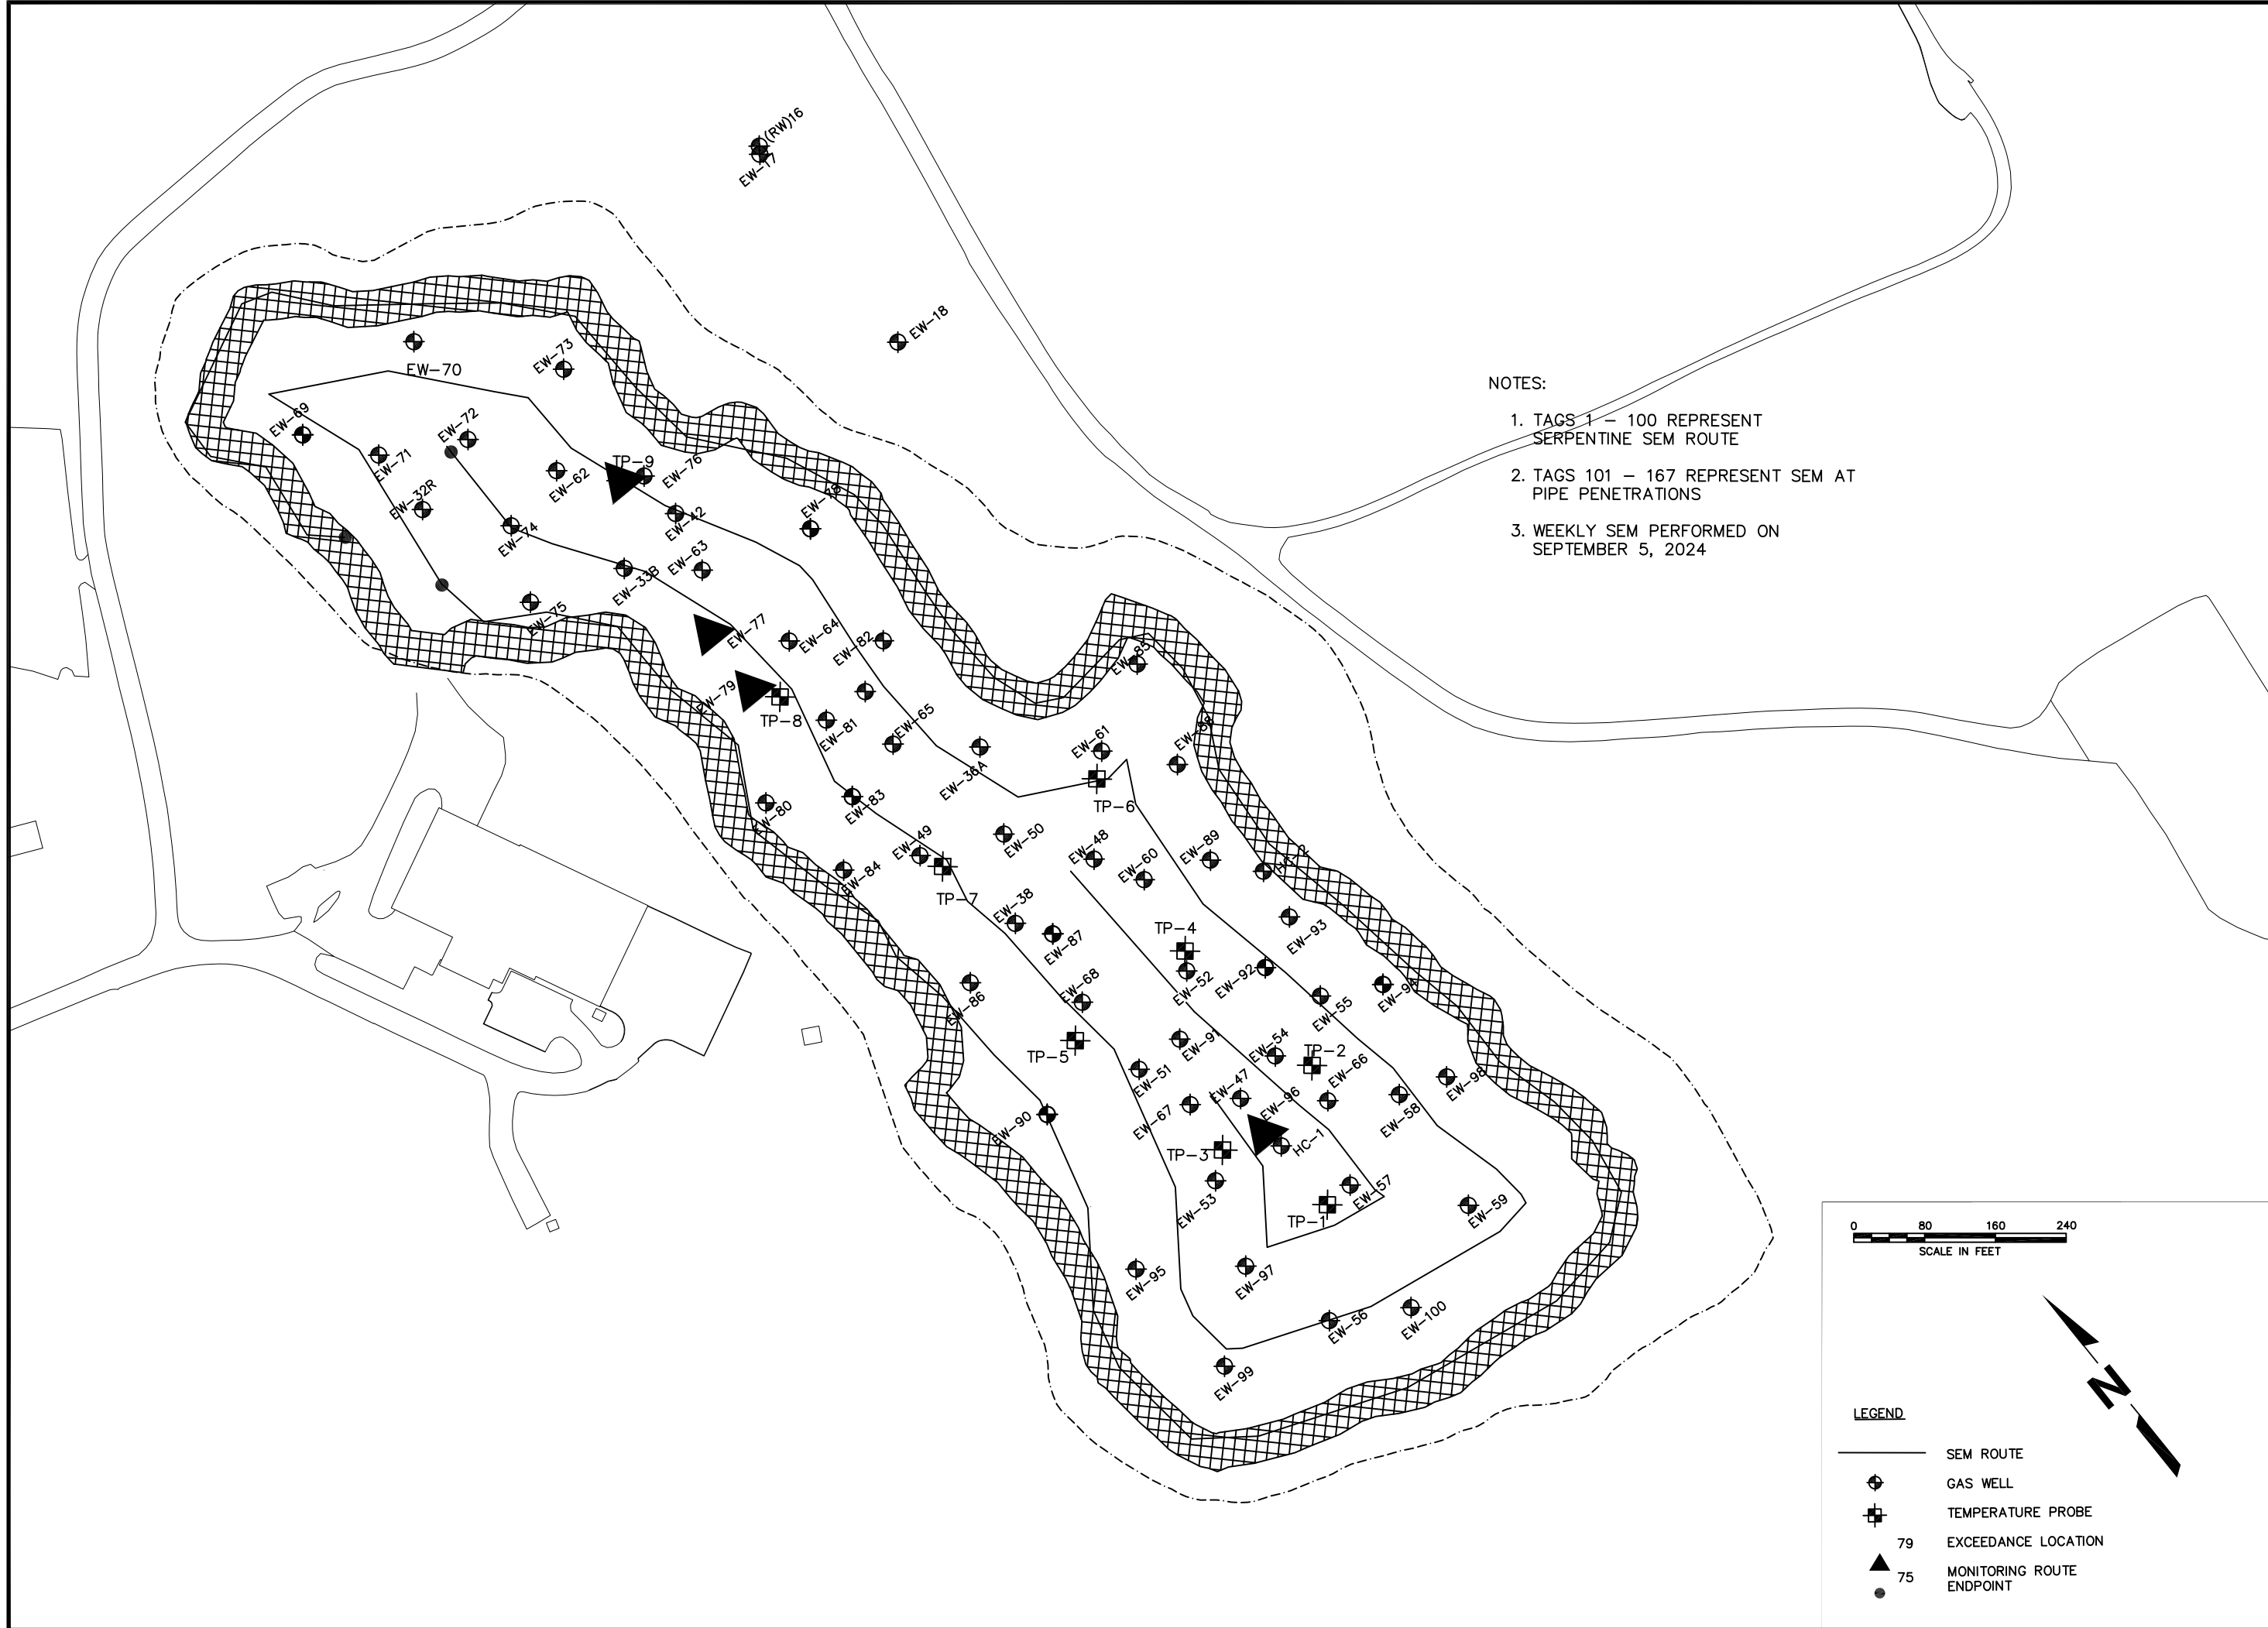 (RW)16
EW-17
EW-18
EW-73
EW-70
EW-69
EW-72
EW-71
TP-9
EW-76
EW-62
EW-32R
EW-78
EW-42
EW-74
EW-63
EW-33B
EW-75
EW-77
EW-64
EW-82
EW-85
EW-79
TP-8
EW-81
EW-65
EW-61
EW-88
EW-36A
TP-6
EW-80
EW-83
EW-49
EW-50
EW-48
EW-60
EW-89
HC-2
EW-84
TP-7
EW-38
EW-87
TP-4
EW-93
EW-86
EW-68
EW-52
EW-92
EW-94
EW-55
TP-5
EW-91
EW-54
TP-2
EW-51
EW-66
EW-98
EW-47
EW-96
EW-58
EW-67
EW-90
HC-1
TP-3
EW-53
EW-57
TP-1
EW-59
EW-95
EW-97
EW-56
EW-100
EW-99
NOTES:
1. TAGS 1 - 100 REPRESENT
SERPENTINE SEM ROUTE
2. TAGS 101 - 167 REPRESENT SEM AT
PIPE PENETRATIONS
3. WEEKLY SEM PERFORMED ON
SEPTEMBER 5, 2024
0 80 160 240
SCALE IN FEET
N
LEGEND
SEM ROUTE
GAS WELL
TEMPERATURE PROBE
79 EXCEEDANCE LOCATION
75 MONITORING ROUTE
ENDPOINT